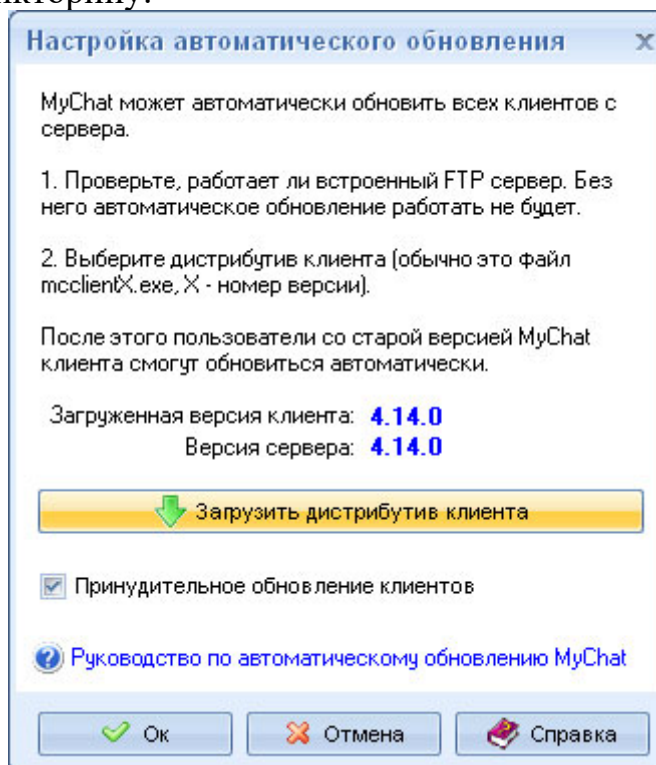 Настройка автоматического обновления
MyChat может автоматически обновить всех клиентов с
сервера.
1. Проверьте, работает ли встроенный FTP сервер. Без
него автоматическое обновление работать не будет.
2. Выберите дистрибутив клиента (обычно это файл
mcclientX.exe, X - номер версии).
После этого пользователи со старой версией MyChat
клиента смогут обновиться автоматически.
Загруженная версия клиента: 4.14.0
Версия сервера: 4.14.0
Загрузить дистрибутив клиента
Принудительное обновление клиентов
Руководство по автоматическому обновлению MyChat
Ок Отмена Справка